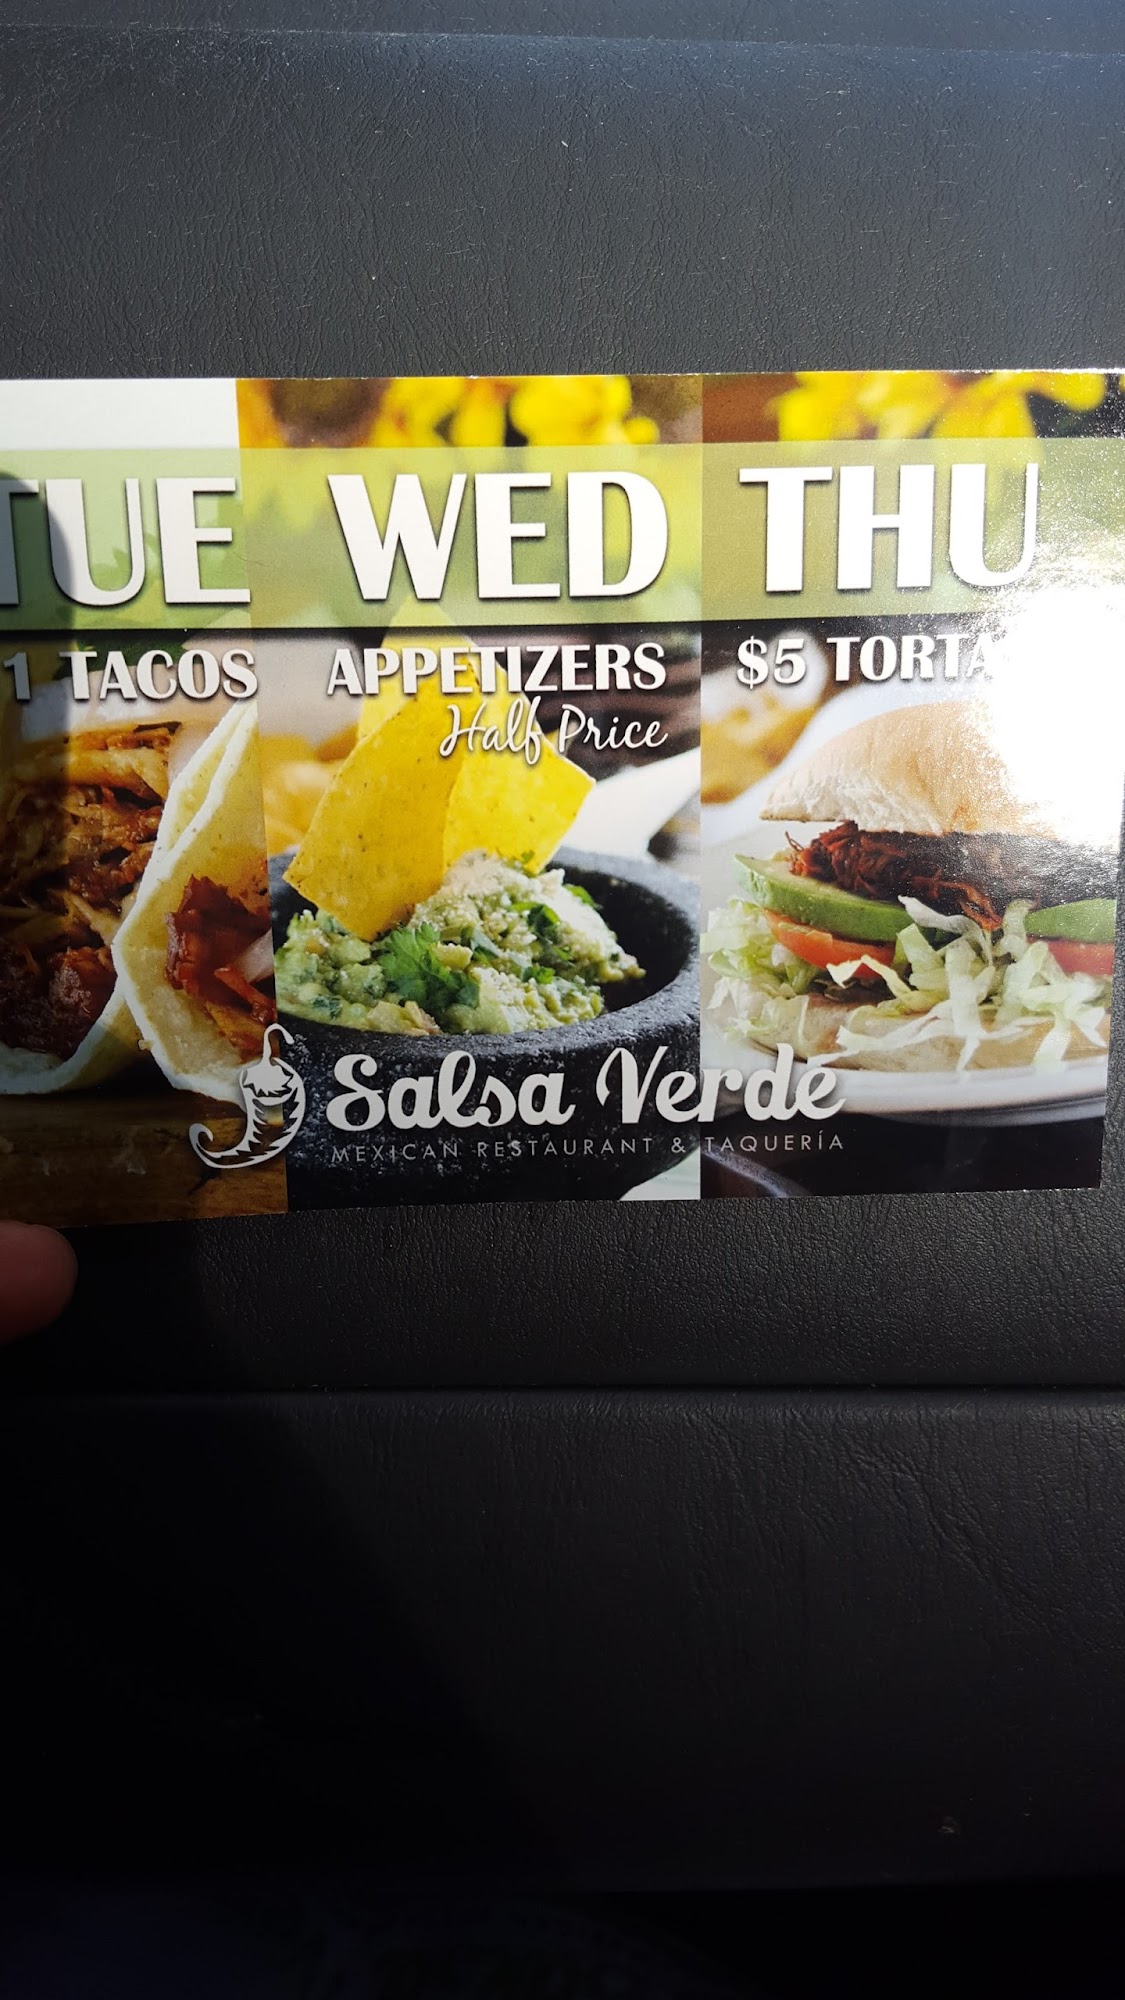 TUE WED THU
1 TACOS APPETIZERS $5 TORTA
Half Price
Salsa Verde
MEXICAN RESTAURANT & TAQUERÍA